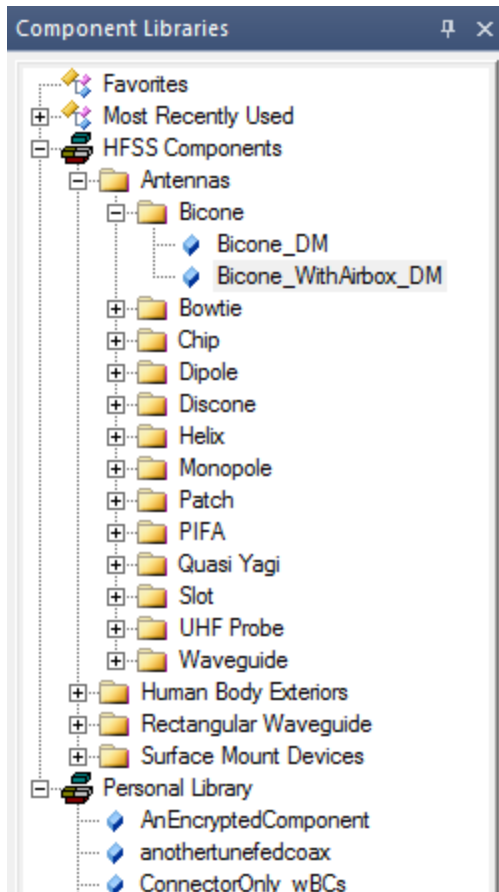 Component Libraries
Favorites
Most Recently Used
HFSS Components
Antennas
Bicone
Bicone_DM
Bicone_WithAirbox_DM
Bowtie
Chip
Dipole
Discone
Helix
Monopole
Patch
PIFA
Quasi Yagi
Slot
UHF Probe
Waveguide
Human Body Exteriors
Rectangular Waveguide
Surface Mount Devices
Personal Library
AnEncryptedComponent
anothertunefedcoax
ConnectorOnly_wBCs